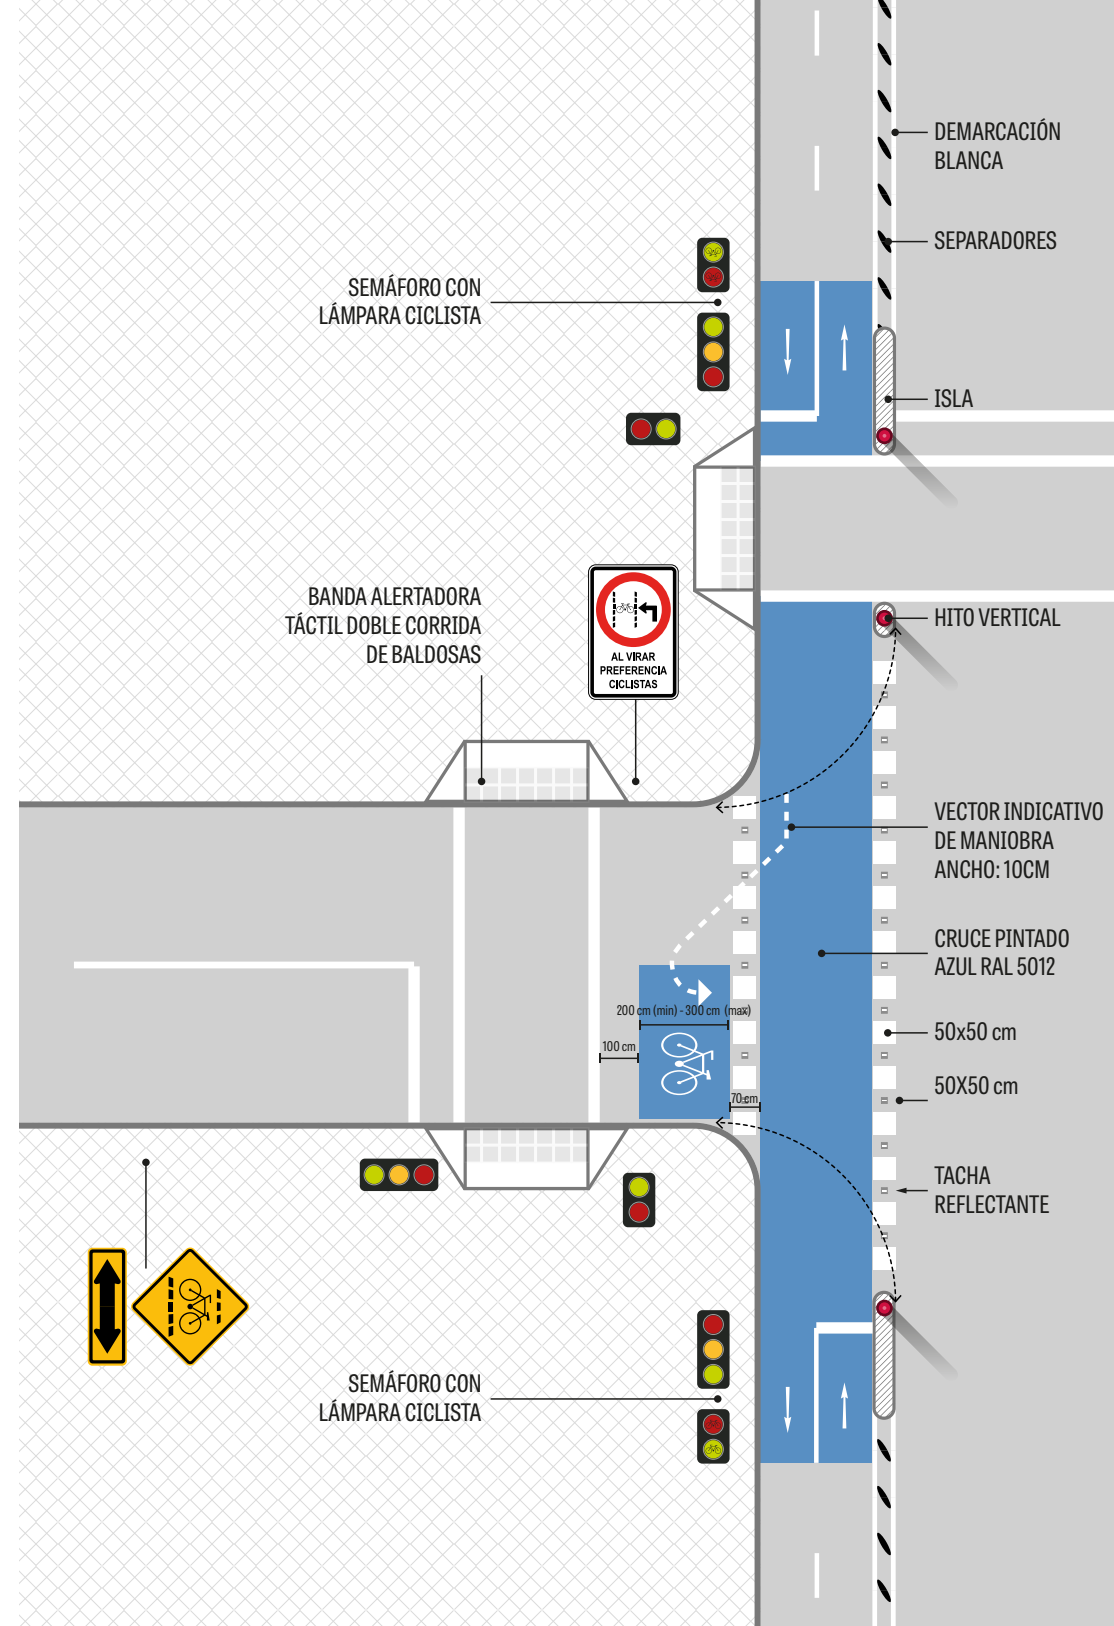 DEMARCACIÓN
BLANCA
SEPARADORES
SEMÁFORO CON
LÁMPARA CICLISTA
ISLA
BANDA ALERTADORA
TÁCTIL DOBLE CORRIDA
DE BALDOSAS
AL VIRAR
PREFERENCIA
CICLISTAS
HITO VERTICAL
VECTOR INDICATIVO
DE MANIOBRA
ANCHO: 10CM
CRUCE PINTADO
AZUL RAL 5012
200 cm (min) - 300 cm (max)
100 cm
50x50 cm
50X50 cm
70 cm
TACHA
REFLECTANTE
SEMÁFORO CON
LÁMPARA CICLISTA